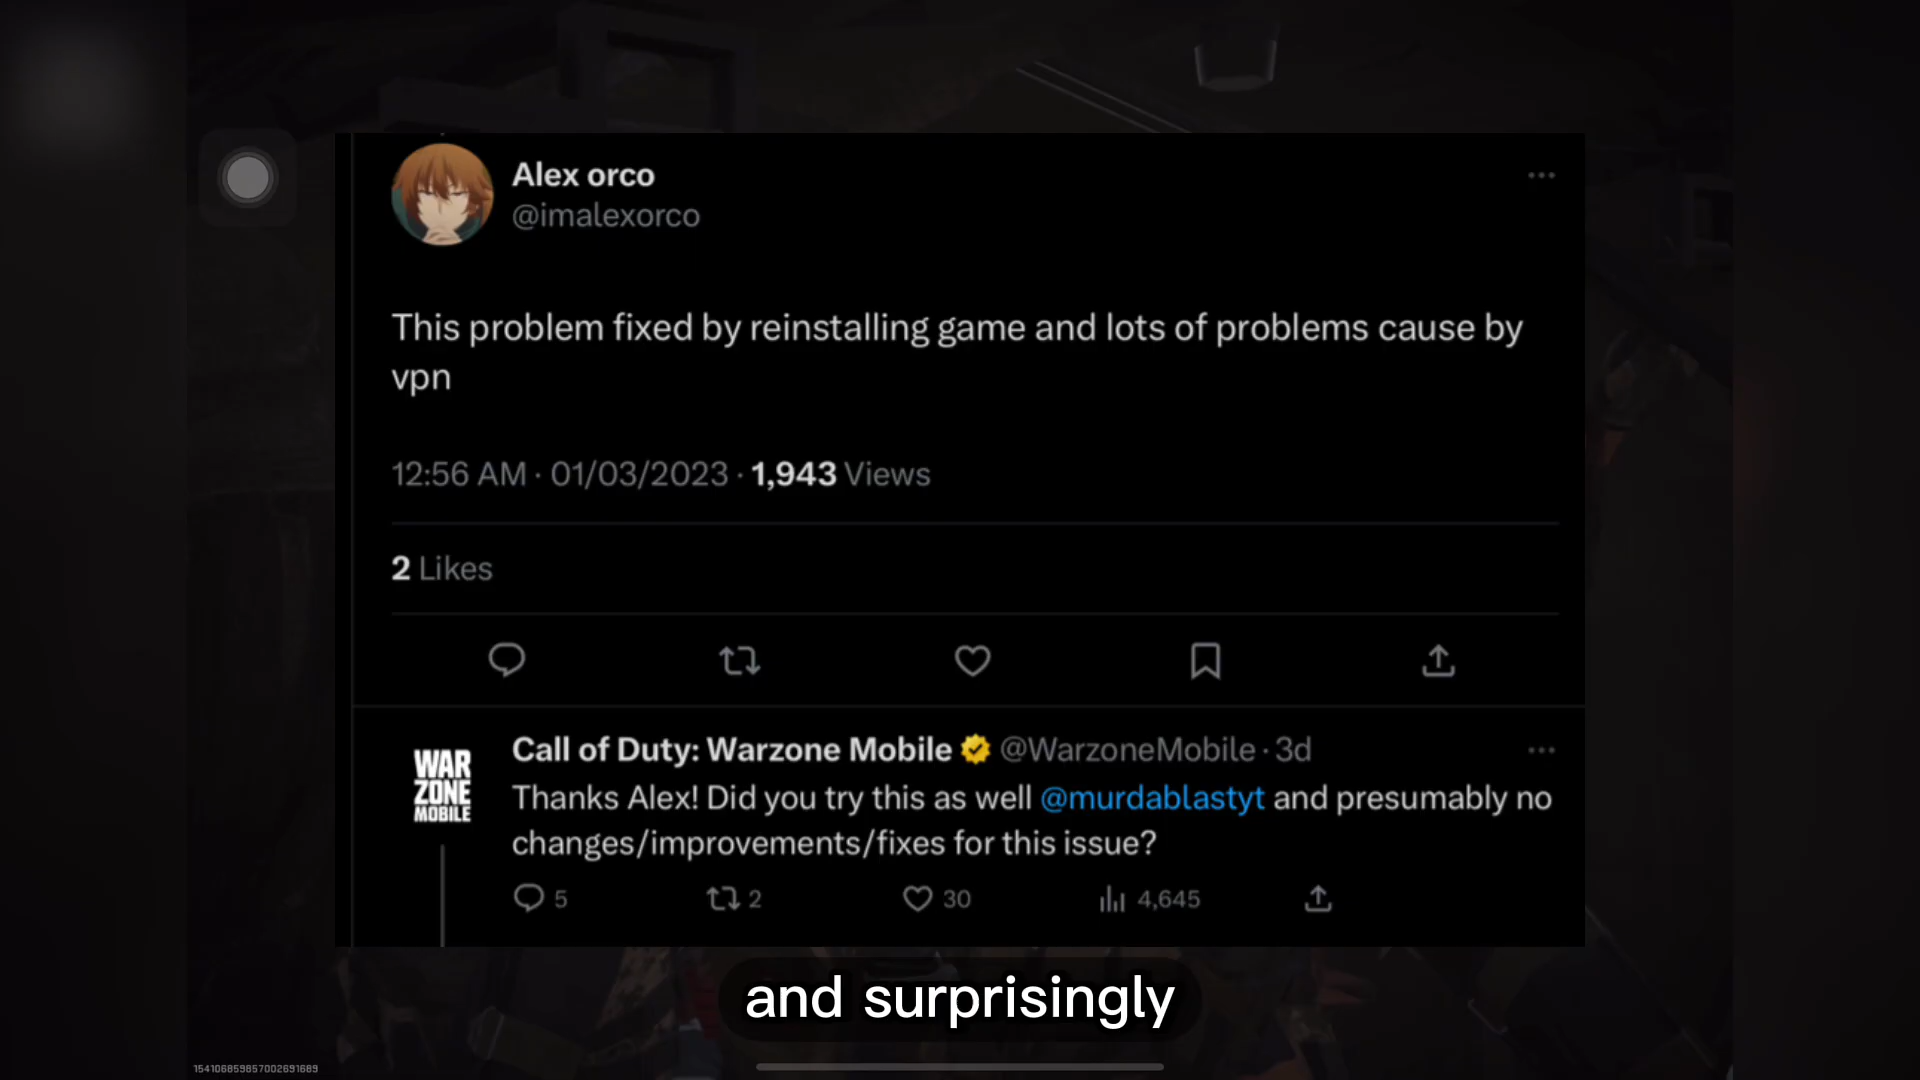 Alex orco
@imalexorco
This problem fixed by reinstalling game and lots of problems cause by
vpn
12:56 AM · 01/03/2023 · 1,943 Views
2 Likes
WAR
ZONE
MOBILE
Call of Duty: Warzone Mobile @WarzoneMobile · 3d
Thanks Alex! Did you try this as well @murdablastyt and presumably no
changes/improvements/fixes for this issue?
5 2 30 4,645
and surprisingly
15410685985700269​1689